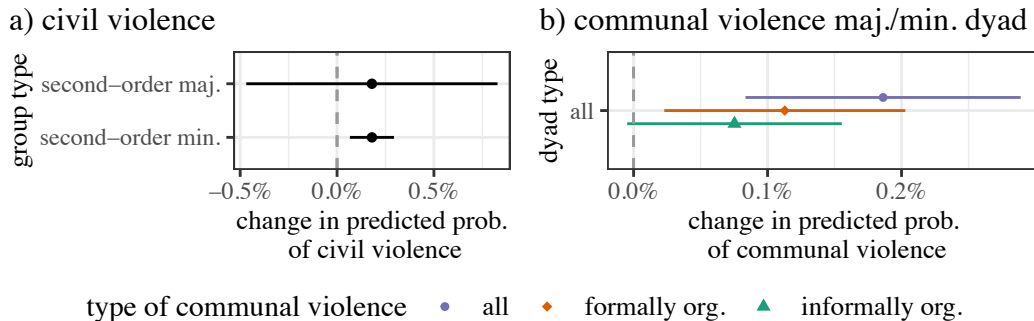 a) civil violence
b) communal violence maj./min. dyad
group type
second−order maj.
second−order min.
−0.5%
0.0%
0.5%
change in predicted prob.
of civil violence
dyad type
all
0.0%
0.1%
0.2%
change in predicted prob.
of communal violence
type of communal violence all formally org. informally org.